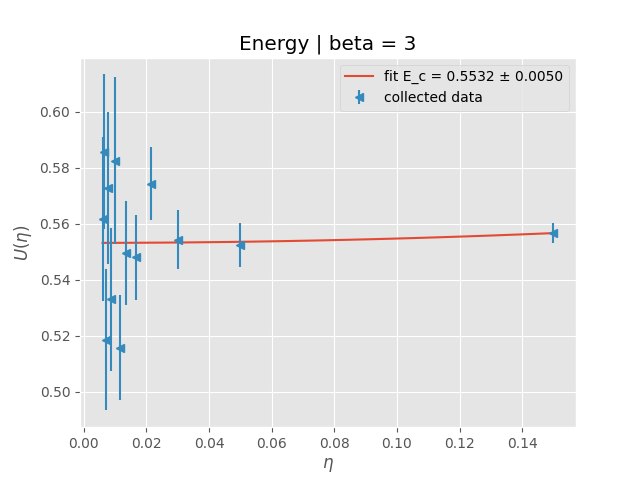 Energy | beta = 3
fit E_c = 0.5532 ± 0.0050
collected data
U(η)
0.60
0.58
0.56
0.54
0.52
0.50
0.00 0.02 0.04 0.06 0.08 0.10 0.12 0.14
η